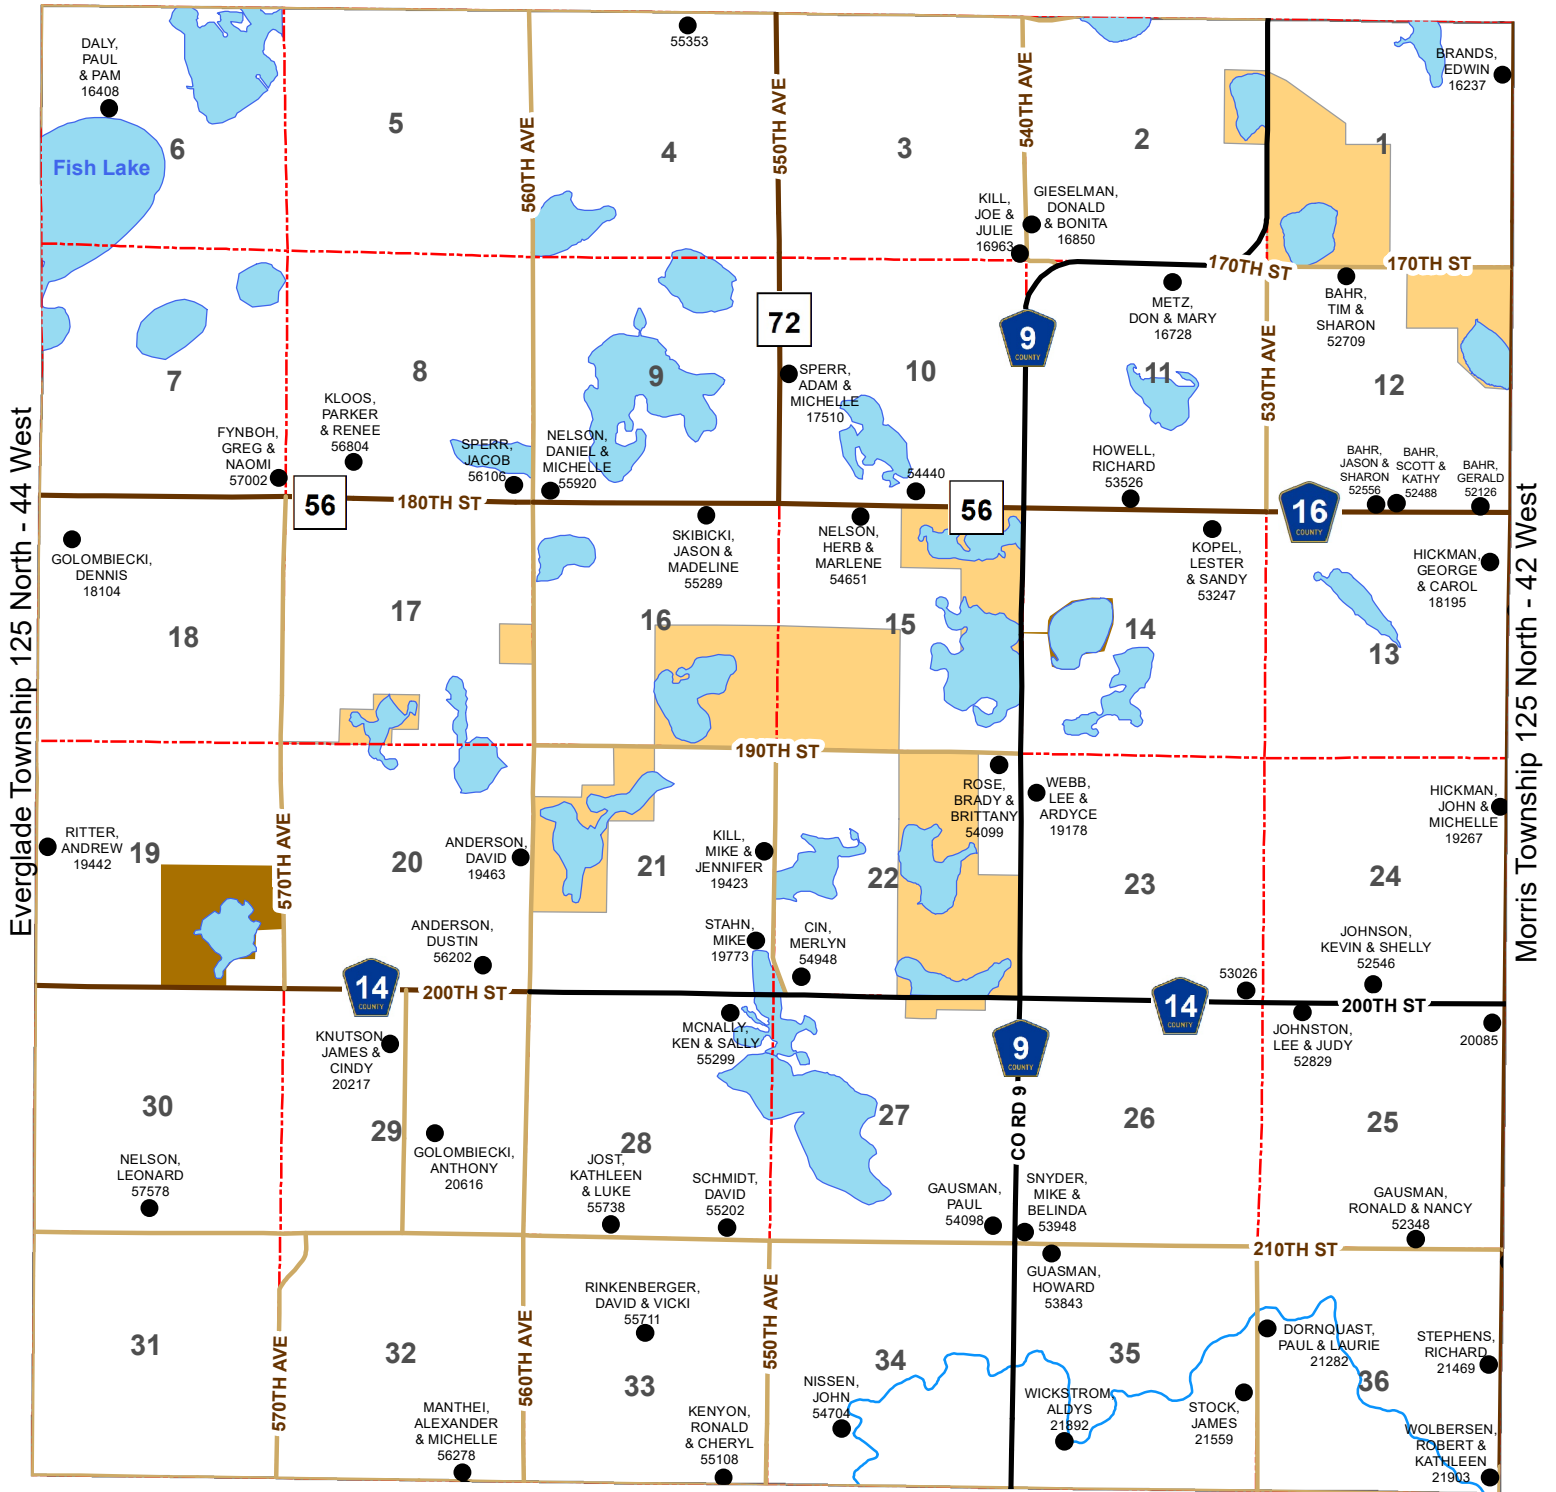 DALY,
PAUL
& PAM
16408
55353
BRANDS,
EDWIN
16237
6
5
4
3
2
1
Fish Lake
560TH AVE
550TH AVE
540TH AVE
KILL,
JOE &
JULIE
16963
GIESELMAN,
DONALD
& BONITA
16850
170TH ST
170TH ST
METZ,
DON & MARY
16728
BAHR,
TIM &
SHARON
52709
72
9
COUNTY
530TH AVE
7
8
9
10
11
12
SPERR,
ADAM &
MICHELLE
17510
KLOOS,
PARKER
& RENEE
56804
FYNBOH,
GREG &
NAOMI
57002
SPERR,
JACOB
56106
NELSON,
DANIEL &
MICHELLE
55920
54440
HOWELL,
RICHARD
53526
BAHR,
JASON &
SHARON
52556
BAHR,
SCOTT &
KATHY
52488
BAHR,
GERALD
52126
56
180TH ST
56
16
COUNTY
Everglade Township 125 North - 44 West
Morris Township 125 North - 42 West
GOLOMBIECKI,
DENNIS
18104
SKIBICKI,
JASON &
MADELINE
55289
NELSON,
HERB &
MARLENE
54651
KOPEL,
LESTER
& SANDY
53247
HICKMAN,
GEORGE
& CAROL
18195
18
17
16
15
14
13
190TH ST
ROSE,
BRADY &
BRITTANY
54099
WEBB,
LEE &
ARDYCE
19178
HICKMAN,
JOHN &
MICHELLE
19267
RITTER,
ANDREW
19442
570TH AVE
ANDERSON,
DAVID
19463
KILL,
MIKE &
JENNIFER
19423
19
20
21
22
23
24
ANDERSON,
DUSTIN
56202
STAHN,
MIKE
19773
CIN,
MERLYN
54948
53026
JOHNSON,
KEVIN & SHELLY
52546
14
COUNTY
200TH ST
14
COUNTY
200TH ST
KNUTSON,
JAMES &
CINDY
20217
MCNALLY,
KEN & SALLY
55299
9
COUNTY
JOHNSTON,
LEE & JUDY
52829
20085
CO RD 9
30
29
28
27
26
25
NELSON,
LEONARD
57578
GOLOMBIECKI,
ANTHONY
20616
JOST,
KATHLEEN
& LUKE
55738
SCHMIDT,
DAVID
55202
GAUSMAN,
PAUL
54098
SNYDER,
MIKE &
BELINDA
53948
GAUSMAN,
RONALD & NANCY
52348
210TH ST
GUASMAN,
HOWARD
53843
RINKENBERGER,
DAVID & VICKI
55711
570TH AVE
560TH AVE
550TH AVE
DORNQUAST,
PAUL & LAURIE
21282
STEPHENS,
RICHARD
21469
31
32
33
34
35
36
MANTHEI,
ALEXANDER
& MICHELLE
56278
KENYON,
RONALD
& CHERYL
55108
NISSEN,
JOHN
54704
WICKSTROM,
ALDYS
21892
STOCK,
JAMES
21559
WOLBERSEN,
ROBERT &
KATHLEEN
21903